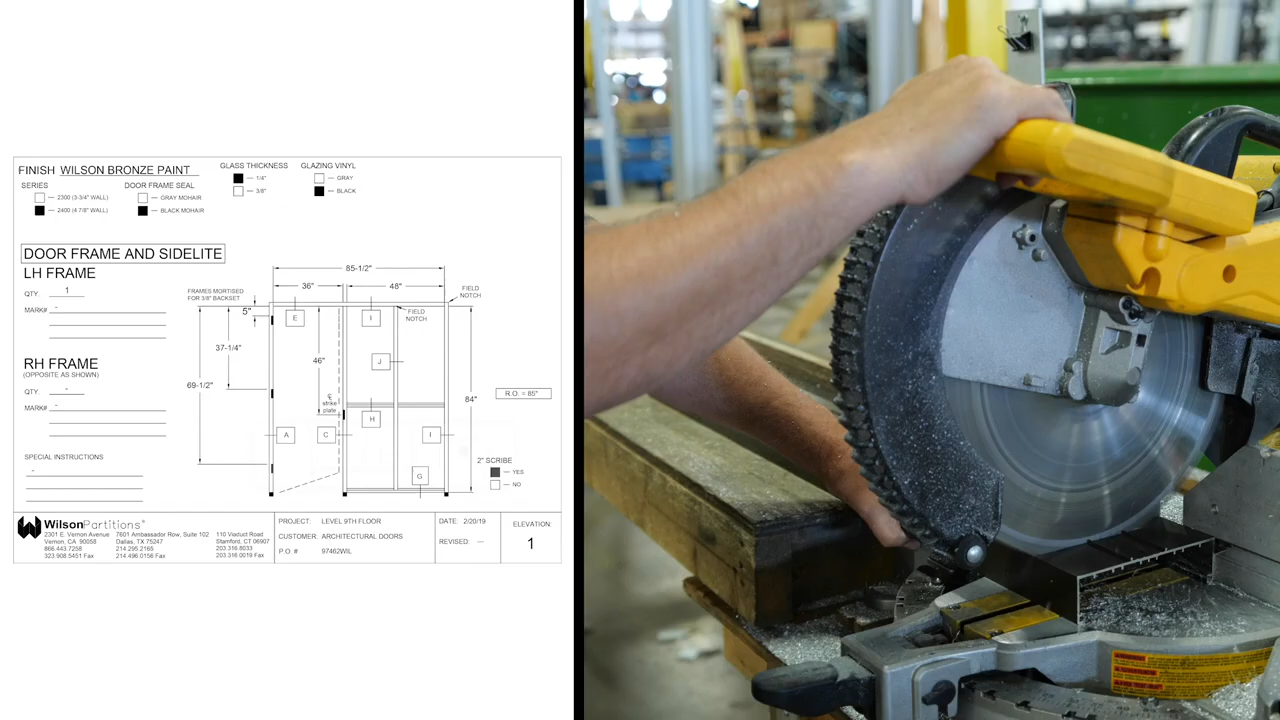 FINISH WILSON BRONZE PAINT
GLASS THICKNESS
1/4"
3/8"
GLAZING VINYL
GRAY
BLACK
SERIES
2300 (3-3/4" WALL)
2400 (4 7/8" WALL)
DOOR FRAME SEAL
GRAY MOHAIR
BLACK MOHAIR
DOOR FRAME AND SIDELITE
LH FRAME
QTY. 1
MARK# -
RH FRAME
(OPPOSITE AS SHOWN)
QTY. -
MARK# -
SPECIAL INSTRUCTIONS
-
85-1/2"
36"
48"
FRAMES MORTISED
FOR 3/8" BACKSET
5"
FIELD
NOTCH
E
I
FIELD
NOTCH
37-1/4"
46"
J
69-1/2"
84"
R.O. = 85"
strike
plate
H
A
C
I
G
2" SCRIBE
YES
NO
WilsonPartitions®
2301 E. Vernon Avenue
Vernon, CA 90058
866.443.7258
323.908.5451 Fax
7601 Ambassador Row, Suite 102
Dallas, TX 75247
214.295.2165
214.496.0156 Fax
110 Viaduct Road
Stamford, CT 06907
203.316.8033
203.316.0019 Fax
PROJECT: LEVEL 9TH FLOOR
CUSTOMER: ARCHITECTURAL DOORS
P.O. # 97462WIL
DATE: 2/20/19
REVISED: —
ELEVATION:
1